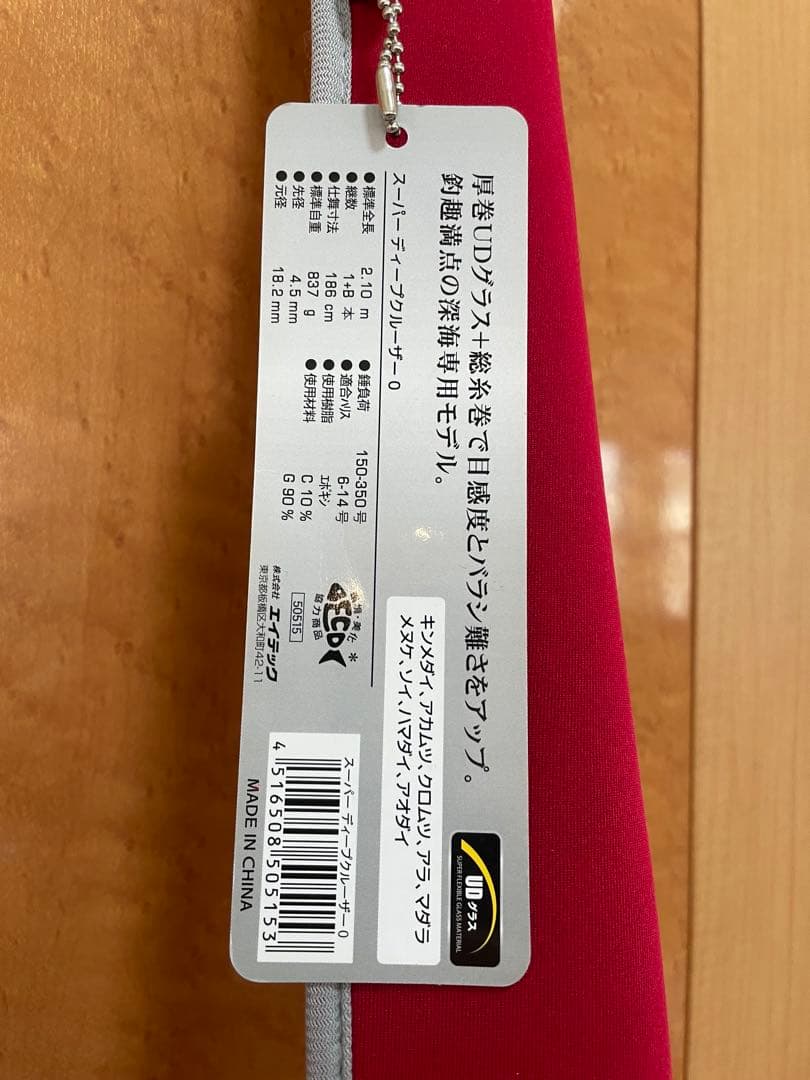 厚巻UDグラス+総糸巻で目感度とバラシ難さをアップ。
釣趣満点の深海専用モデル。
スーパー ディープクルーザー 0
●標準全長 2.10 m
●継数 1+B 本
●仕舞寸法 186 cm
●標準自重 837 g
●先径 4.5 mm
●元径 18.2 mm
●錘負荷 150-350 号
●適合ハリス 6-14 号
●使用樹脂 エポキシ
●使用材料 C 10 %
G 90 %
キンメダイ、アカムツ、クロムツ、アラ、マダラ
メヌケ、ソイ、ハマダイ、アオダイ
UDグラス
SUPER FLEXIBLE GLASS MATERIAL
協力商品
50515
株式会社 エイテック
東京都板橋区大和町42-11
スーパー ディープクルーザー 0
4 516508 505153
MADE IN CHINA